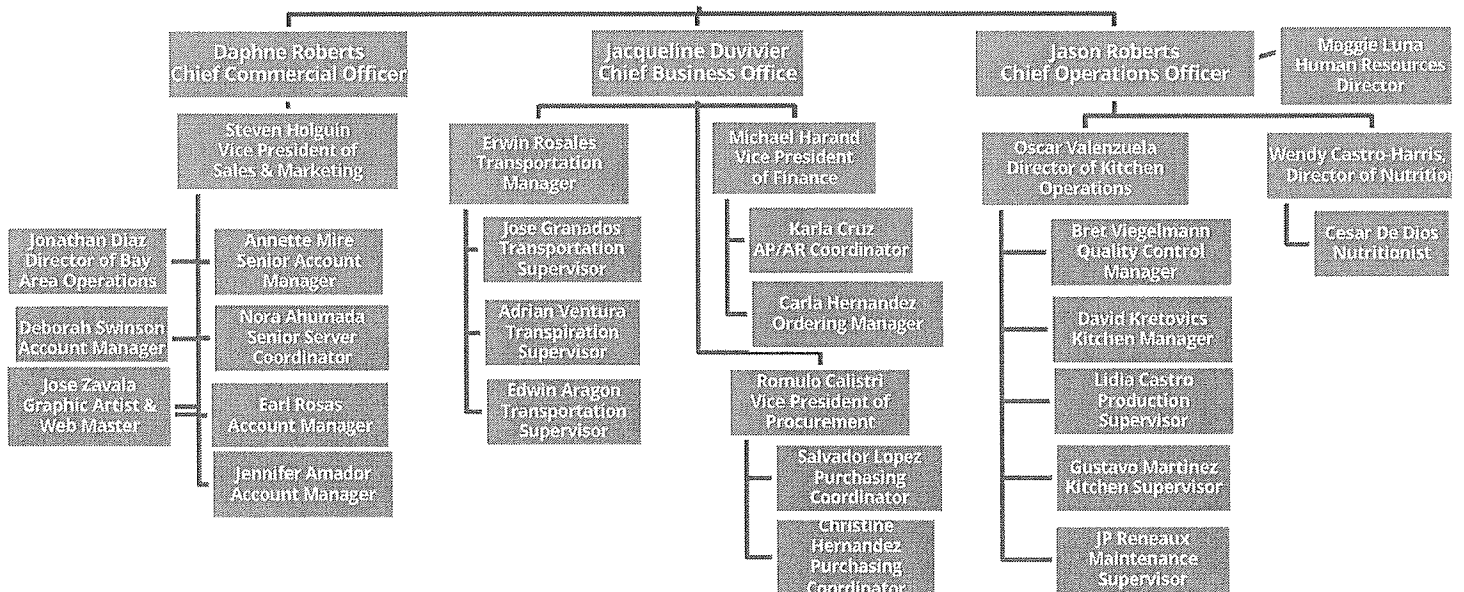 Daphne Roberts
Chief Commercial Officer
Jacqueline Duvivier
Chief Business Office
Jason Roberts
Chief Operations Officer
Maggie Luna
Human Resources
Director
Steven Holguin
Vice President of
Sales & Marketing
Jonathan Diaz
Director of Bay
Area Operations
Annette Mire
Senior Account
Manager
Deborah Swinson
Account Manager
Nora Ahumada
Senior Server
Coordinator
Jose Zavala
Graphic Artist &
Web Master
Earl Rosas
Account Manager
Jennifer Amador
Account Manager
Erwin Rosales
Transportation
Manager
Jose Granados
Transportation
Supervisor
Adrian Ventura
Transpiration
Supervisor
Edwin Aragon
Transportation
Supervisor
Michael Harand
Vice President
of Finance
Karla Cruz
AP/AR Coordinator
Carla Hernandez
Ordering Manager
Romulo Calistri
Vice President of
Procurement
Salvador Lopez
Purchasing
Coordinator
Christine
Hernandez
Purchasing
Coordinator
Oscar Valenzuela
Director of Kitchen
Operations
Bret Viegelmann
Quality Control
Manager
David Kretovics
Kitchen Manager
Lidia Castro
Production
Supervisor
Gustavo Martinez
Kitchen Supervisor
JP Reneaux
Maintenance
Supervisor
Wendy Castro-Harris,
Director of Nutrition
Cesar De Dios
Nutritionist